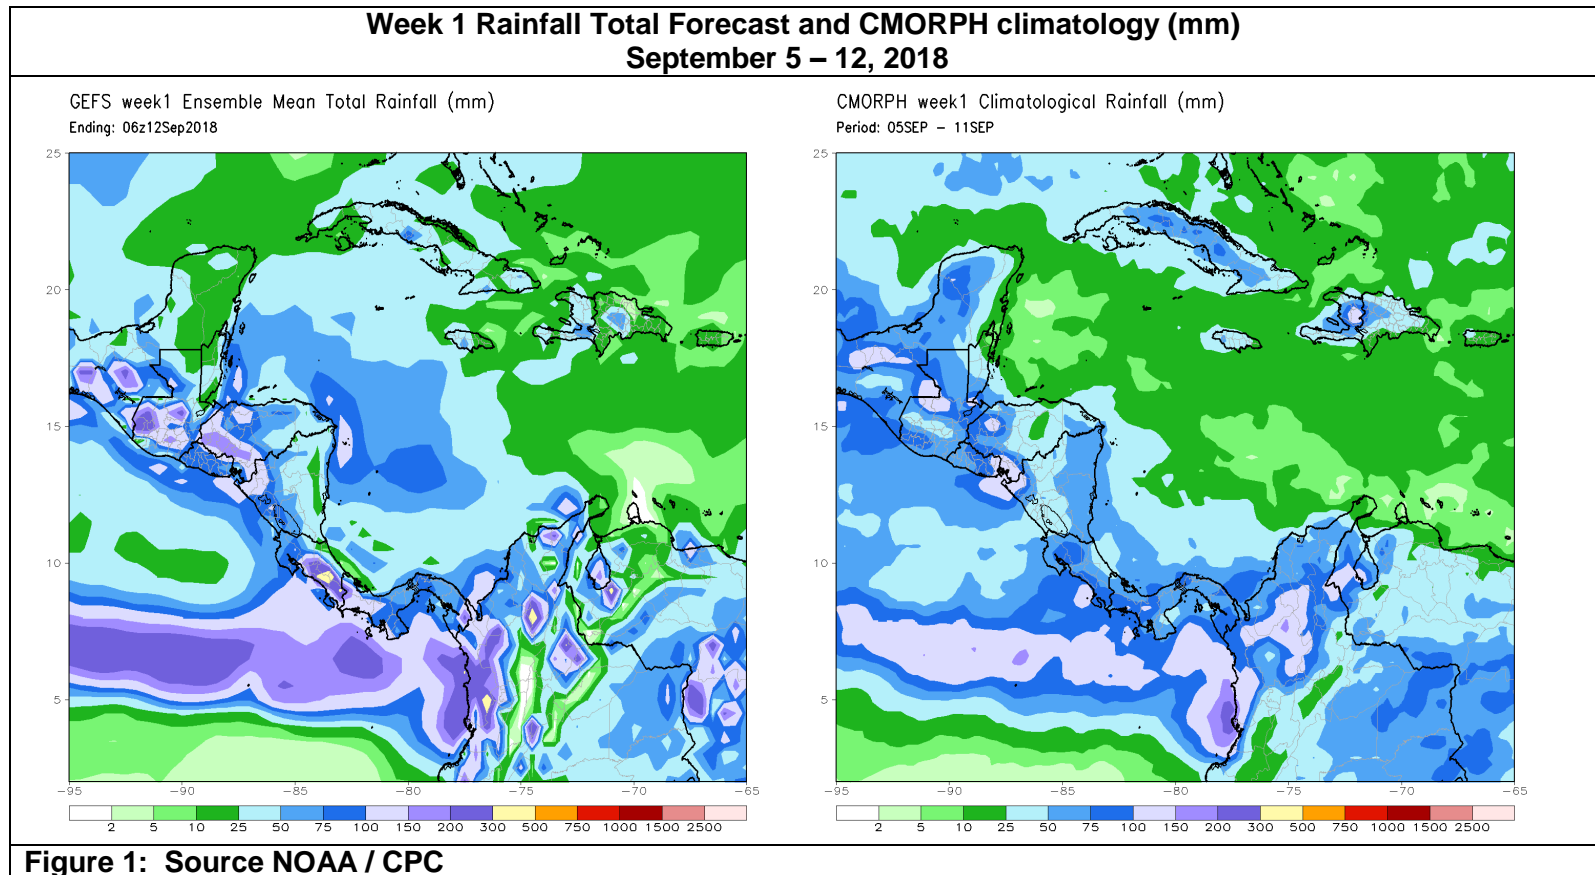 Week 1 Rainfall Total Forecast and CMORPH climatology (mm)
September 5 – 12, 2018
GEFS week1 Ensemble Mean Total Rainfall (mm)
Ending: 06z12Sep2018
25
20
15
10
5
-95 -90 -85 -80 -75 -70 -65
2 5 10 25 50 75 100 150 200 300 500 750 1000 1500 2500
CMORPH week1 Climatological Rainfall (mm)
Period: 05SEP - 11SEP
25
20
15
10
5
-95 -90 -85 -80 -75 -70 -65
2 5 10 25 50 75 100 150 200 300 500 750 1000 1500 2500
Figure 1: Source NOAA / CPC